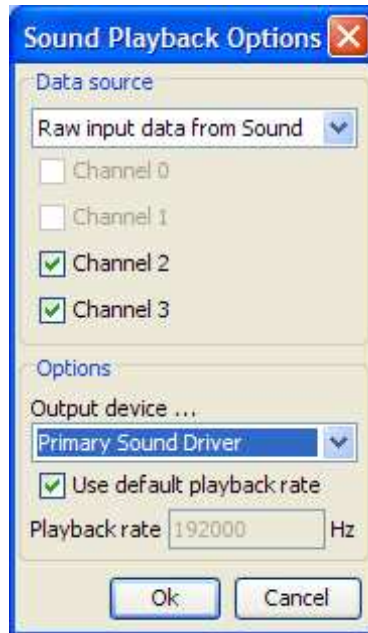 Sound Playback Options
Data source
Raw input data from Sound
Channel 0
Channel 1
Channel 2
Channel 3
Options
Output device ...
Primary Sound Driver
Use default playback rate
Playback rate 192000 Hz
Ok Cancel